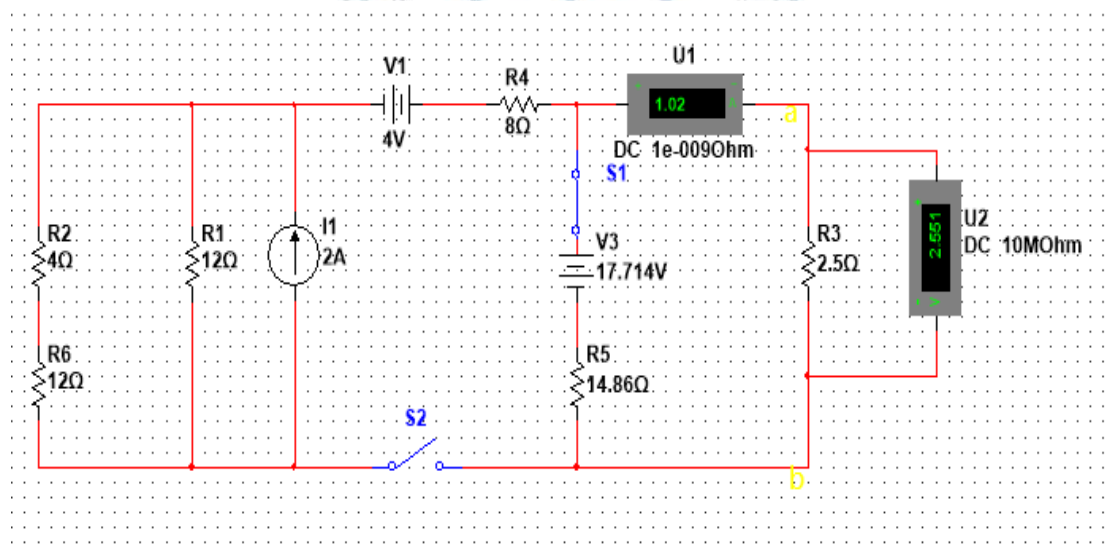 U1
V1
4V
R4
8Ω
1.02
DC 1e-009Ohm
a
S1
R2
4Ω
R1
12Ω
I1
2A
V3
17.714V
R3
2.5Ω
2.551
U2
DC 10MOhm
R6
12Ω
R5
14.86Ω
S2
b